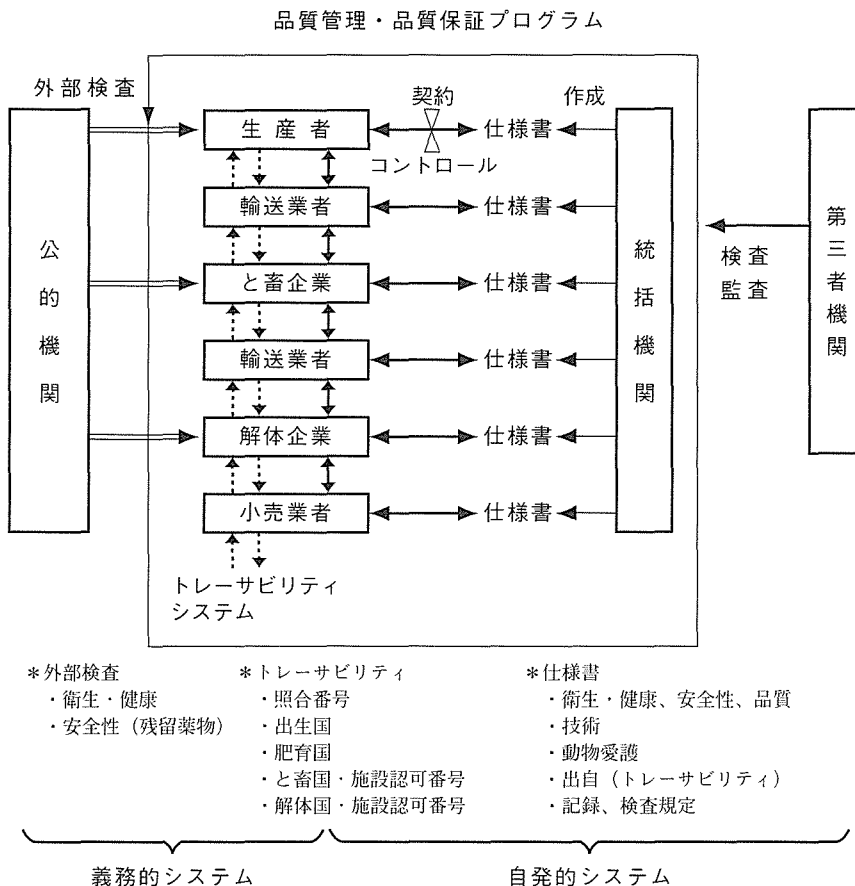 品質管理・品質保証プログラム
外部検査
契約
作成
生産者
仕様書
コントロール
輸送業者
仕様書
と畜企業
仕様書
輸送業者
仕様書
解体企業
仕様書
小売業者
仕様書
公的機関
統括機関
検査
監査
第三者機関
トレーサビリティ
システム
*外部検査
・衛生・健康
・安全性（残留薬物）
*トレーサビリティ
・照合番号
・出生国
・肥育国
・と畜国・施設認可番号
・解体国・施設認可番号
*仕様書
・衛生・健康、安全性、品質
・技術
・動物愛護
・出自（トレーサビリティ）
・記録、検査規定
義務的システム
自発的システム